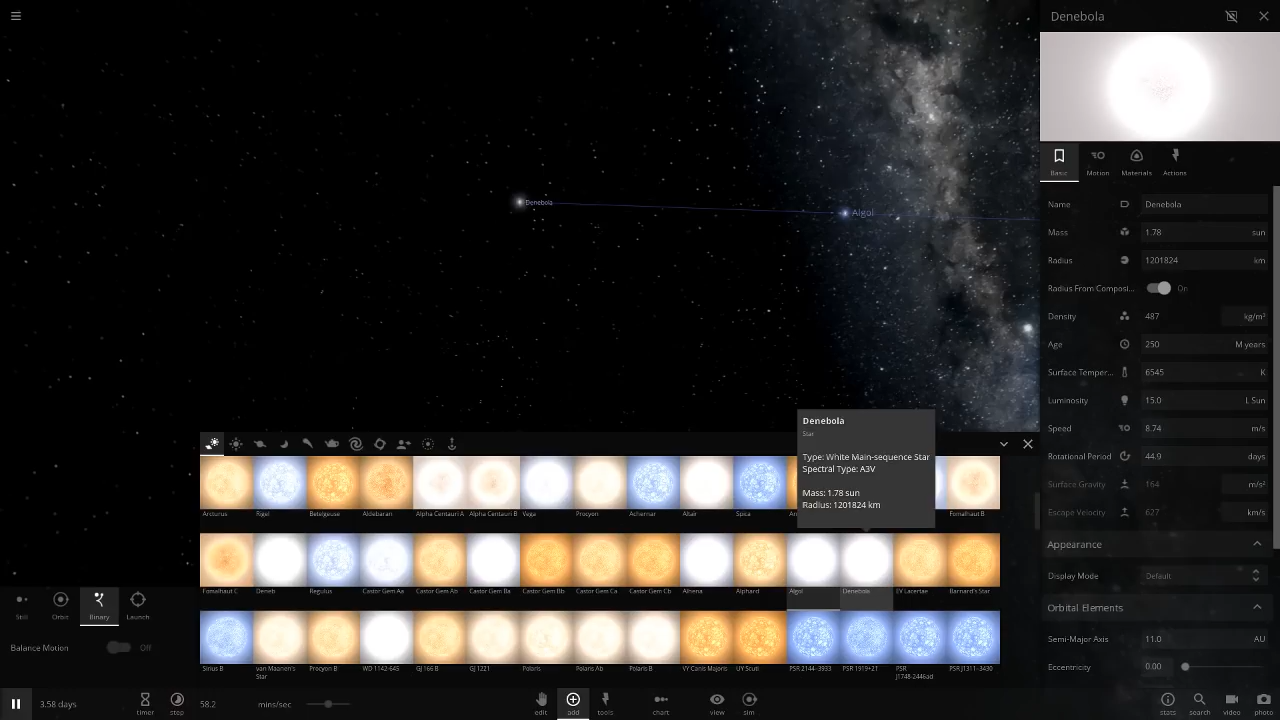 Denebola
Denebola
Algol
Basic
Motion
Materials
Actions
Name
Denebola
Mass
1.78
sun
Radius
1201824
km
Radius From Composi...
On
Density
487
kg/m³
Age
250
M years
Surface Temper...
6545
K
Luminosity
15.0
L Sun
Speed
8.74
m/s
Rotational Period
44.9
days
Surface Gravity
164
m/s²
Escape Velocity
627
km/s
Appearance
Display Mode
Default
Orbital Elements
Semi-Major Axis
11.0
AU
Eccentricity
0.00
Denebola
Star
Type: White Main-sequence Star
Spectral Type: A3V
Mass: 1.78 sun
Radius: 1201824 km
Arcturus
Rigel
Betelgeuse
Aldebaran
Alpha Centauri A
Alpha Centauri B
Vega
Procyon
Achernar
Altair
Spica
Fomalhaut B
Fomalhaut C
Deneb
Regulus
Castor Gem Aa
Castor Gem Ab
Castor Gem Ba
Castor Gem Bb
Castor Gem Ca
Castor Gem Cb
Alhena
Alphard
Algol
Denebola
EV Lacertae
Barnard's Star
Sirius B
van Maanen's
Star
Procyon B
WD 1142-645
GJ 166 B
GJ 1221
Polaris
Polaris Ab
Polaris B
VY Canis Majoris
UY Scuti
PSR 2144−3933
PSR 1919+21
PSR
J1748-2446ad
PSR J1311−3430
Still
Orbit
Binary
Launch
Balance Motion
Off
3.58 days
timer
step
58.2
mins/sec
edit
add
tools
chart
view
sim
stats
search
video
photo